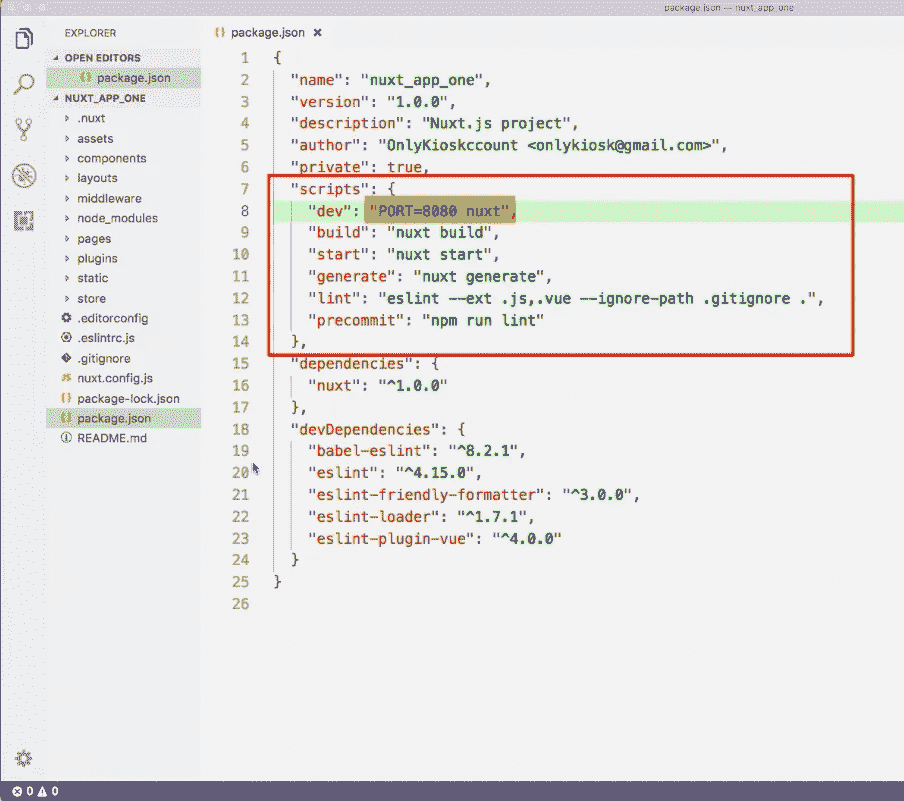 package.json — nuxt_app_one
EXPLORER
OPEN EDITORS
{} package.json
NUXT_APP_ONE
.nuxt
assets
components
layouts
middleware
node_modules
pages
plugins
static
store
.editorconfig
.eslintrc.js
.gitignore
JS nuxt.config.js
{} package-lock.json
{} package.json
README.md
{} package.json ×
1 {
2 "name": "nuxt_app_one",
3 "version": "1.0.0",
4 "description": "Nuxt.js project",
5 "author": "OnlyKioskccount <onlykiosk@gmail.com>",
6 "private": true,
7 "scripts": {
8 "dev": "PORT=8080 nuxt",
9 "build": "nuxt build",
10 "start": "nuxt start",
11 "generate": "nuxt generate",
12 "lint": "eslint --ext .js,.vue --ignore-path .gitignore .",
13 "precommit": "npm run lint"
14 },
15 "dependencies": {
16 "nuxt": "^1.0.0"
17 },
18 "devDependencies": {
19 "babel-eslint": "^8.2.1",
20 "eslint": "^4.15.0",
21 "eslint-friendly-formatter": "^3.0.0",
22 "eslint-loader": "^1.7.1",
23 "eslint-plugin-vue": "^4.0.0"
24 }
25 }
26
0 0